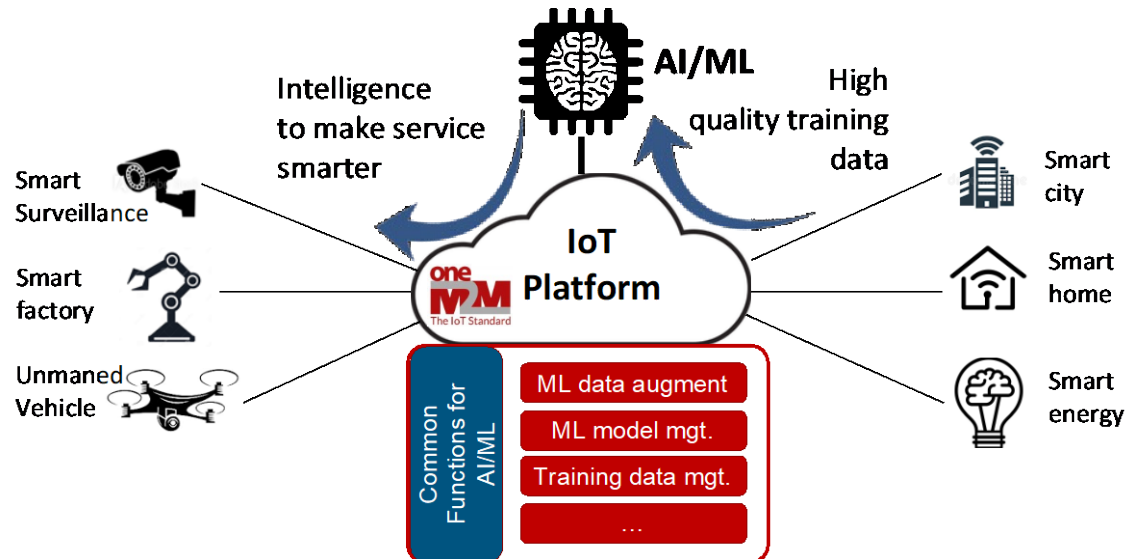 AI/ML
Intelligence
to make service
smarter
High
quality training
data
Smart
Surveillance
Smart
factory
Unmaned
Vehicle
IoT
Platform
one
M2M
The IoT Standard
Smart
city
Smart
home
Smart
energy
Common
Functions for
AI/ML
ML data augment
ML model mgt.
Training data mgt.
...